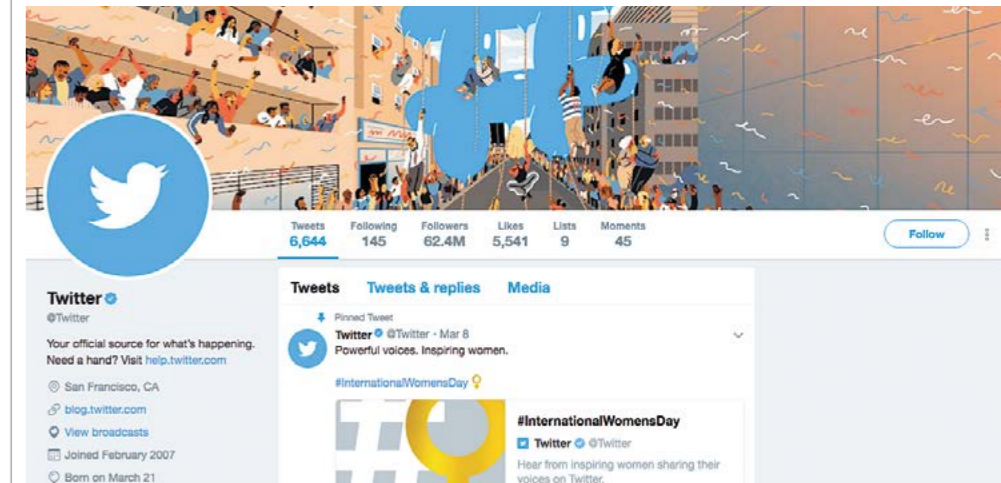 Tweets Following Followers Likes Lists Moments
6,644 145 62.4M 5,541 9 45
Follow
Twitter
@Twitter
Your official source for what's happening.
Need a hand? Visit help.twitter.com
San Francisco, CA
blog.twitter.com
View broadcasts
Joined February 2007
Born on March 21
Tweets Tweets & replies Media
Pinned Tweet
Twitter @Twitter · Mar 8
Powerful voices. Inspiring women.
#InternationalWomensDay
#InternationalWomensDay
Twitter @Twitter
Hear from inspiring women sharing their
voices on Twitter.